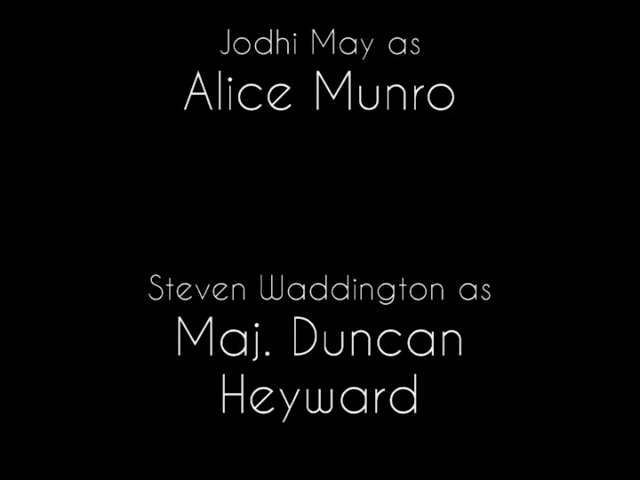 Jodhi May as
Alice Munro
Steven Waddington as
Maj. Duncan
Heyward